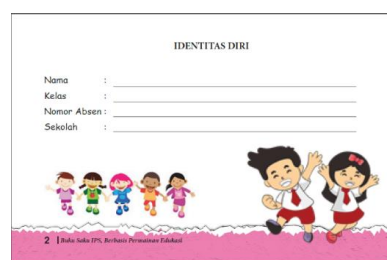 IDENTITAS DIRI
Nama :
Kelas :
Nomor Absen :
Sekolah :
2 | Buku Saku IPS, Berbasis Permainan Edukasi